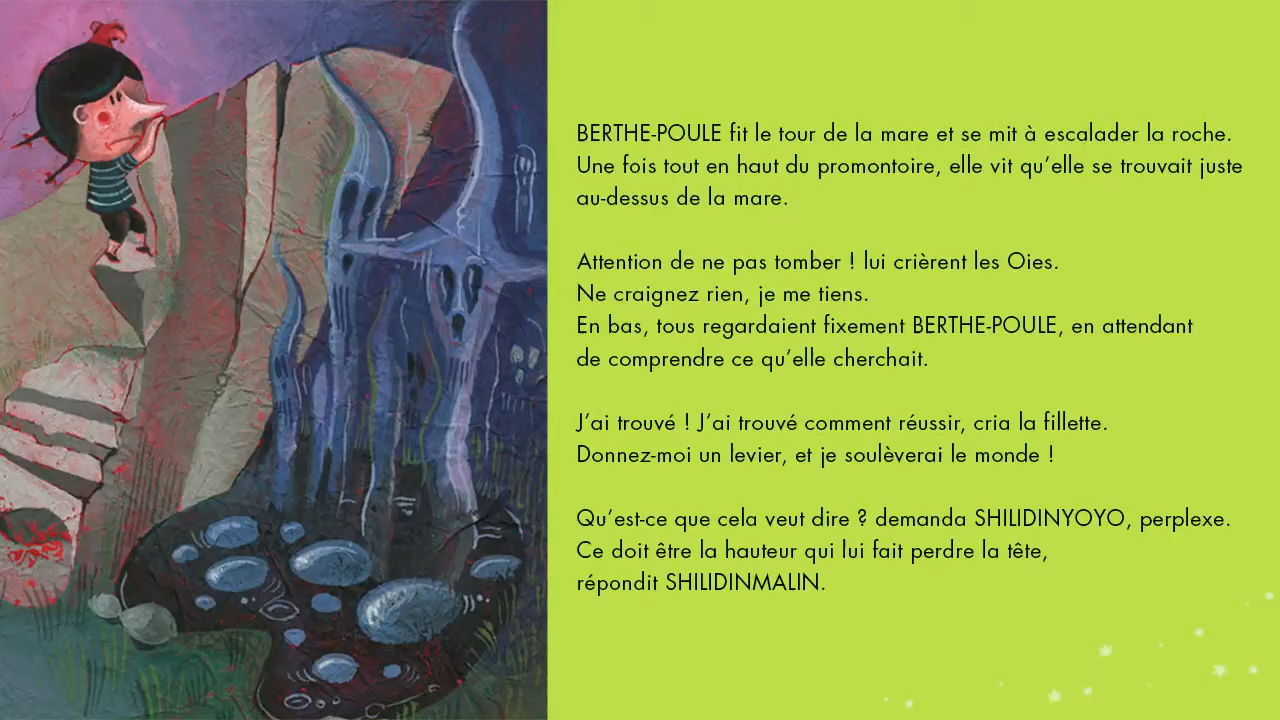 BERTHE-POULE fit le tour de la mare et se mit à escalader la roche.
Une fois tout en haut du promontoire, elle vit qu’elle se trouvait juste
au-dessus de la mare.
Attention de ne pas tomber ! lui crièrent les Oies.
Ne craignez rien, je me tiens.
En bas, tous regardaient fixement BERTHE-POULE, en attendant
de comprendre ce qu’elle cherchait.
J’ai trouvé ! J’ai trouvé comment réussir, cria la fillette.
Donnez-moi un levier, et je soulèverai le monde !
Qu’est-ce que cela veut dire ? demanda SHILIDINYOYO, perplexe.
Ce doit être la hauteur qui lui fait perdre la tête,
répondit SHILIDINMALIN.